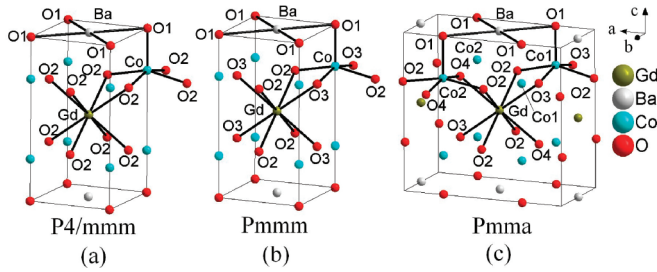 O1 Ba O1
O1 O1
Co
O2 O2 O2
O2 O2
O2
Gd
O2 O2
O2
P4/mmm
(a)
O1 Ba O1
O1 O1
Co O3
O2 O2
O3 O2
O2 O3
Gd
O3 O2
O2 O3
Pmmm
(b)
Ba O1
O1 O1
O1 Co2 Co1 O3
O2 O4 O2 O2
Co2 O2 O3
O4 Gd Co1
O3 O2
O2 O4
Pmma
(c)
c
a
b
Gd
Ba
Co
O